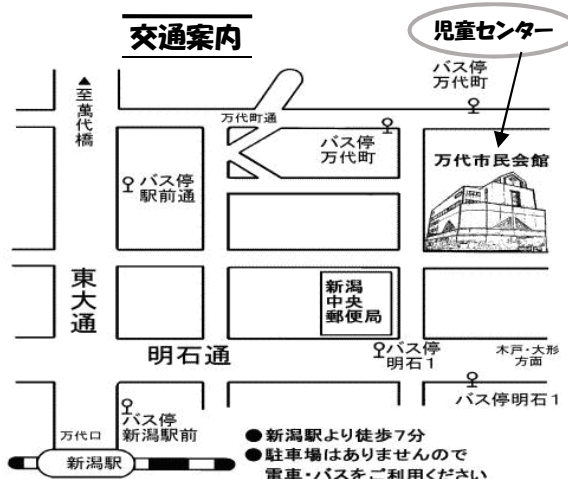 交通案内
児童センター
▲至萬代橋
バス停
万代町
万代町通
バス停
万代町
万代市民会館
バス停
駅前通
東大通
新潟
中央
郵便局
明石通
バス停
明石1
木戸・大形
方面
バス停明石1
バス停
新潟駅前
万代口
新潟駅
●新潟駅より徒歩7分
●駐車場はありませんので
電車・バスをご利用ください